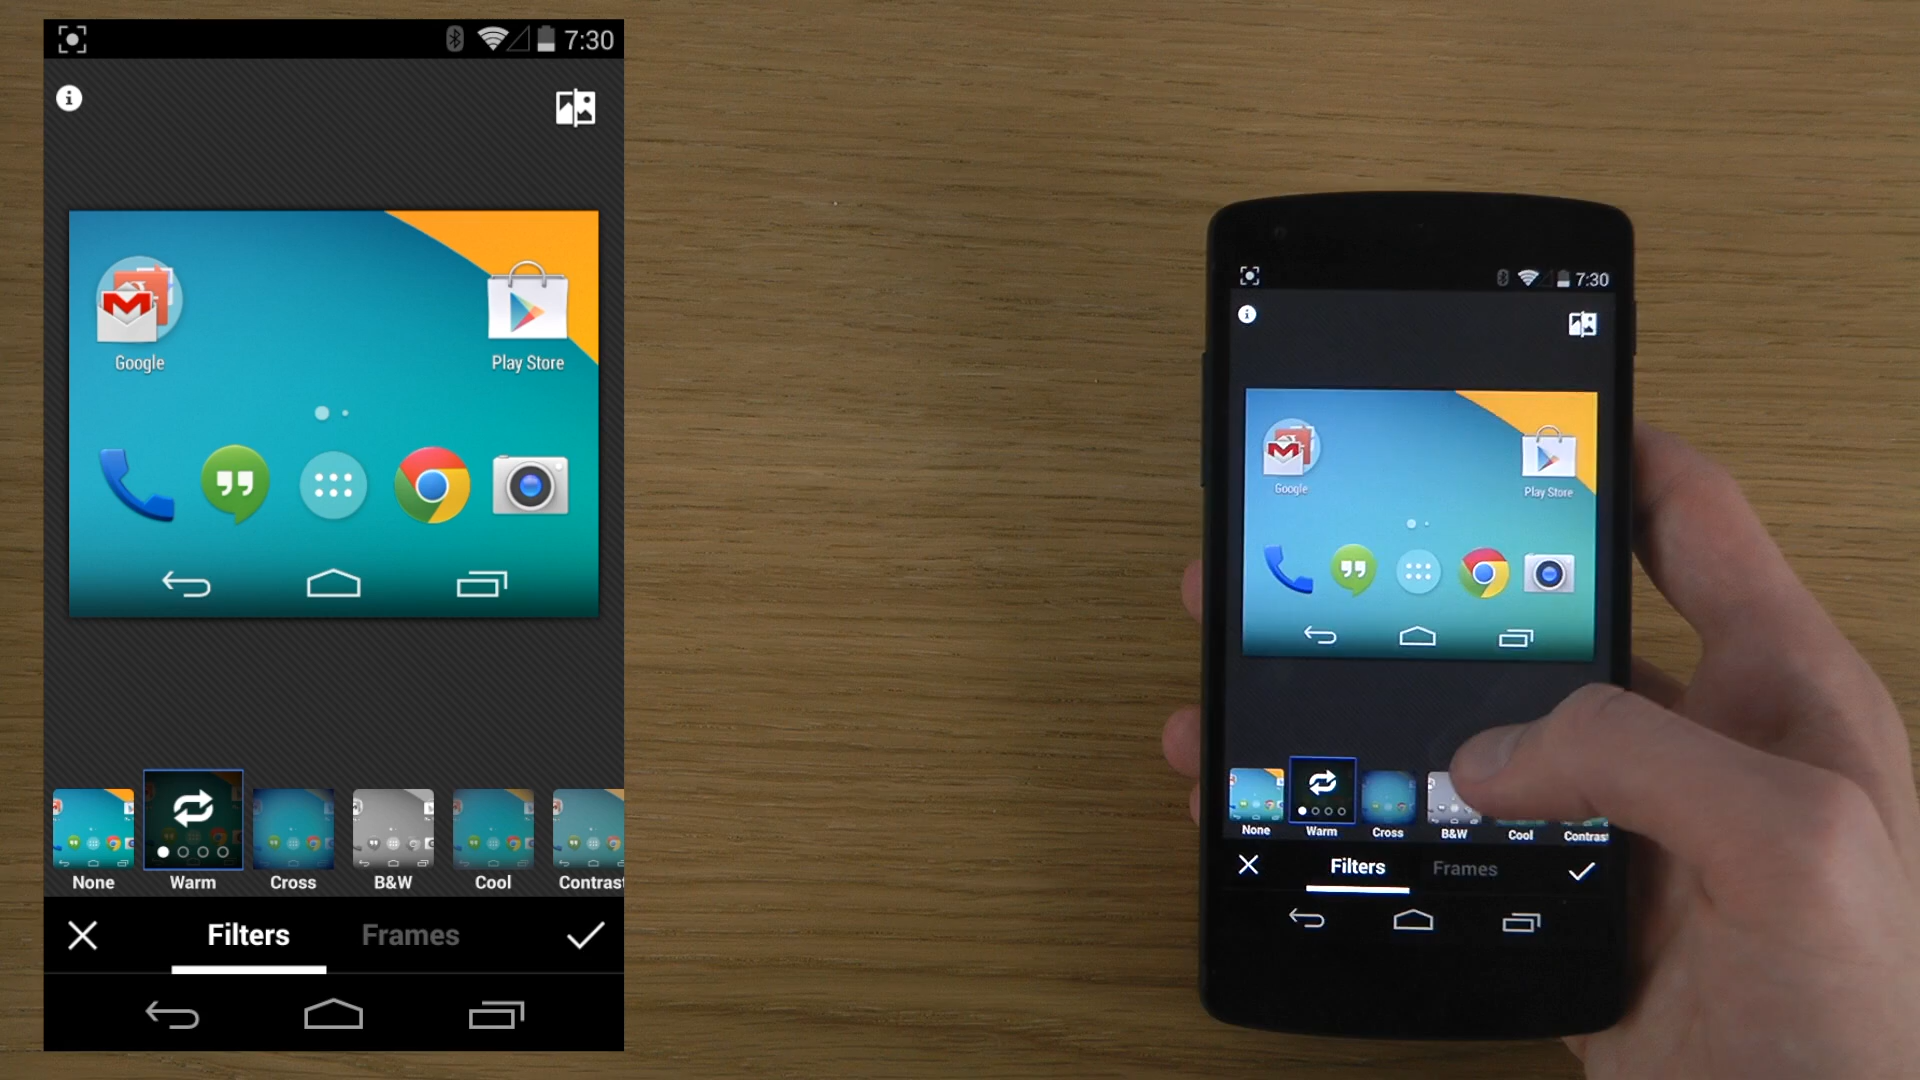 7:30
Google
Play Store
None
Warm
Cross
B&W
Cool
Contrast
Filters
Frames
7:30
Google
Play Store
None
Warm
Cross
B&W
Cool
Contras
Filters
Frames